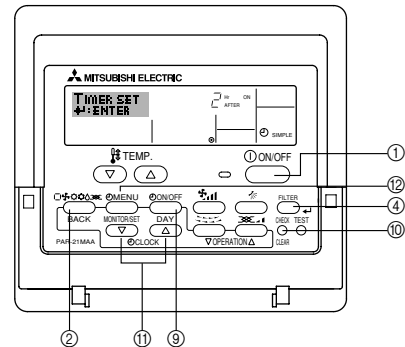 MITSUBISHI ELECTRIC
TIMER SET
↵:ENTER
2 Hr ON
AFTER
SIMPLE
TEMP.
ON/OFF
①
MENU
ON/OFF
FILTER
⑫
BACK
MONITOR/SET
DAY
CHECK TEST
④
PAR-21MAA
CLOCK
▽OPERATION△
CLEAR
⑩
②
⑪
⑨